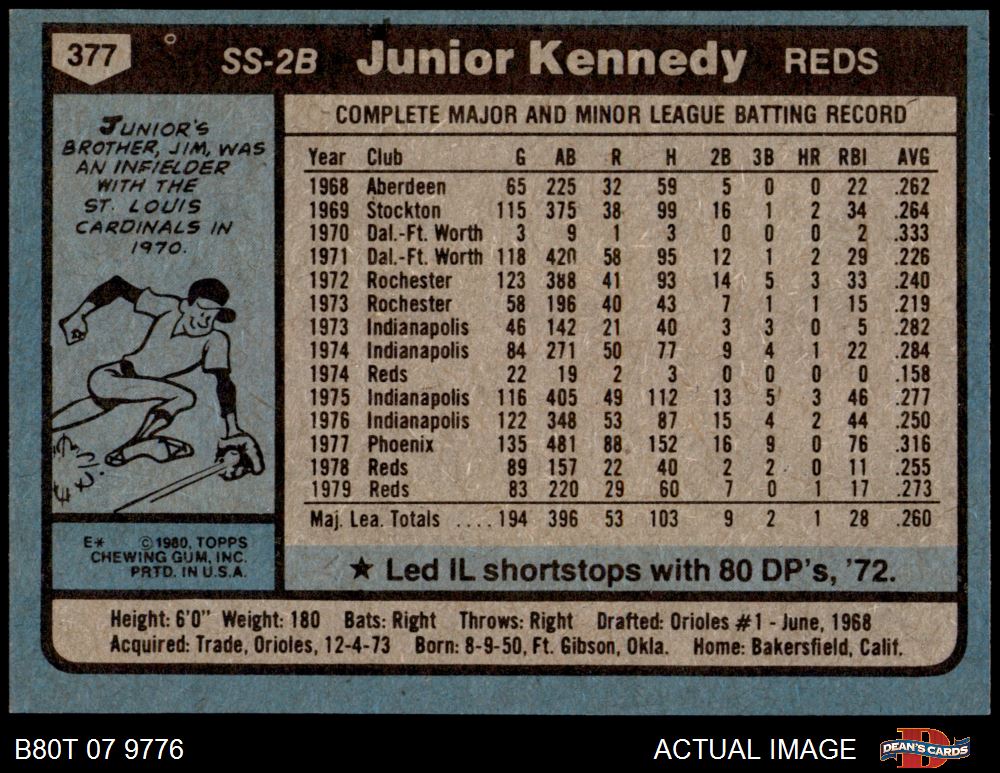 377 SS-2B Junior Kennedy REDS
JUNIOR'S
BROTHER, JIM, WAS
AN INFIELDER
WITH THE
ST. LOUIS
CARDINALS IN
1970.
COMPLETE MAJOR AND MINOR LEAGUE BATTING RECORD
Year Club G AB R H 2B 3B HR RBI AVG
1968 Aberdeen 65 225 32 59 5 0 0 22 .262
1969 Stockton 115 375 38 99 16 1 2 34 .264
1970 Dal.-Ft. Worth 3 9 1 3 0 0 0 2 .333
1971 Dal.-Ft. Worth 118 420 58 95 12 1 2 29 .226
1972 Rochester 123 388 41 93 14 5 3 33 .240
1973 Rochester 58 196 40 43 7 1 1 15 .219
1973 Indianapolis 46 142 21 40 3 3 0 5 .282
1974 Indianapolis 84 271 50 77 9 4 1 22 .284
1974 Reds 22 19 2 3 0 0 0 0 .158
1975 Indianapolis 116 405 49 112 13 5 3 46 .277
1976 Indianapolis 122 348 53 87 15 4 2 44 .250
1977 Phoenix 135 481 88 152 16 9 0 76 .316
1978 Reds 89 157 22 40 2 2 0 11 .255
1979 Reds 83 220 29 60 7 0 1 17 .273
Maj. Lea. Totals ....194 396 53 103 9 2 1 28 .260
★ Led IL shortstops with 80 DP's, '72.
E* ©1980, TOPPS
CHEWING GUM, INC.
PRTD. IN U.S.A.
Height: 6'0" Weight: 180 Bats: Right Throws: Right Drafted: Orioles #1 - June, 1968
Acquired: Trade, Orioles, 12-4-73 Born: 8-9-50, Ft. Gibson, Okla. Home: Bakersfield, Calif.
B80T 07 9776 ACTUAL IMAGE DEAN'S CARDS